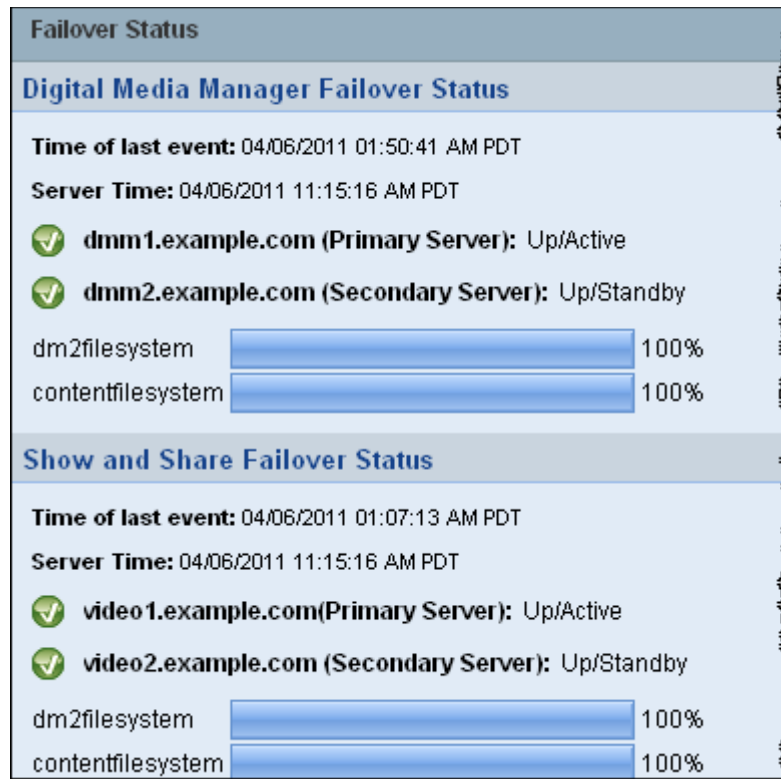 Failover Status
Digital Media Manager Failover Status
Time of last event: 04/06/2011 01:50:41 AM PDT
Server Time: 04/06/2011 11:15:16 AM PDT
dmm1.example.com (Primary Server): Up/Active
dmm2.example.com (Secondary Server): Up/Standby
dm2filesystem 100%
contentfilesystem 100%
Show and Share Failover Status
Time of last event: 04/06/2011 01:07:13 AM PDT
Server Time: 04/06/2011 11:15:16 AM PDT
video1.example.com(Primary Server): Up/Active
video2.example.com (Secondary Server): Up/Standby
dm2filesystem 100%
contentfilesystem 100%